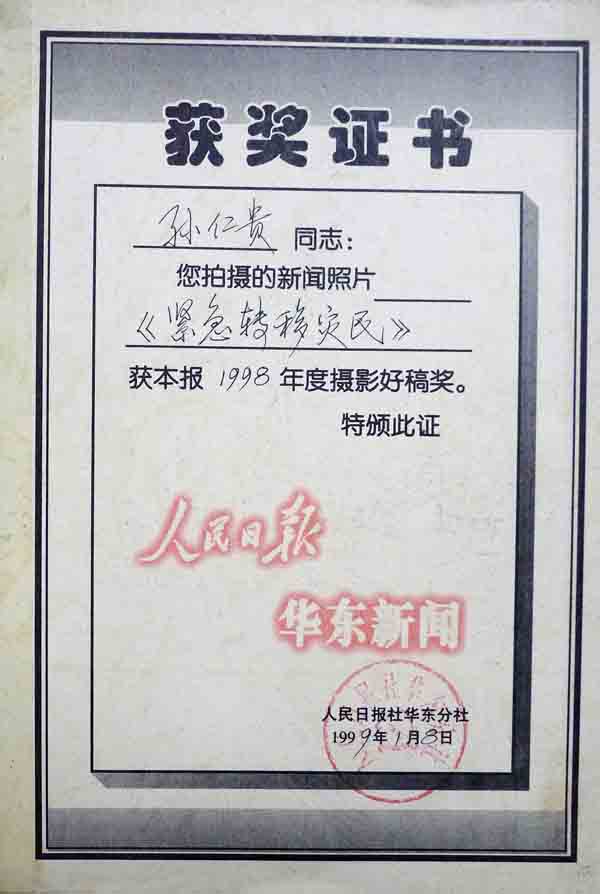 获奖证书
孙仁贵 同志：
您拍摄的新闻照片
《紧急转移灾民》
获本报 1998 年度摄影好稿奖。
特颁此证
人民日报
华东新闻
人民日报社华东分社
1999年1月8日